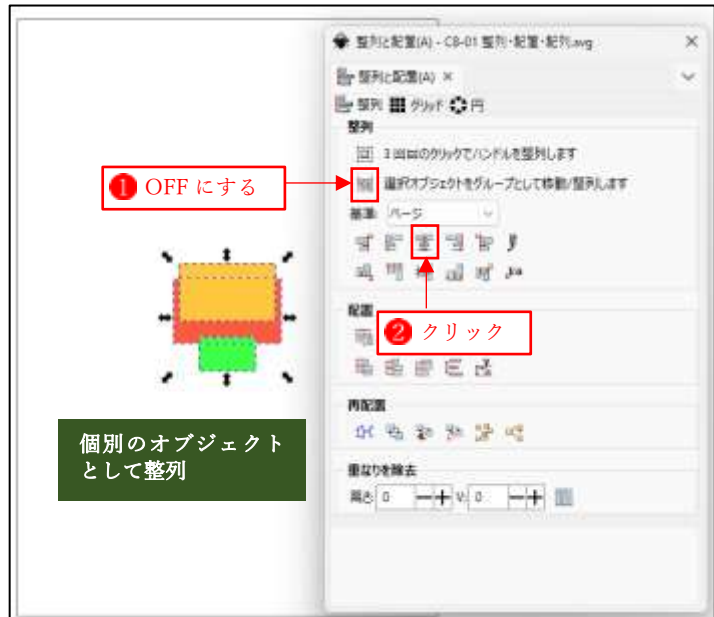 整列と配置(A) - C8-01 整列・配置・配列.svg
整列と配置(A)
整列 グリッド 円
整列
3 回目のクリックでハンドルを整列します
1 OFF にする
選択オブジェクトをグループとして移動/整列します
基準: ページ
配置
2 クリック
再配置
個別のオブジェクト
として整列
重なりを除去
0 V: 0